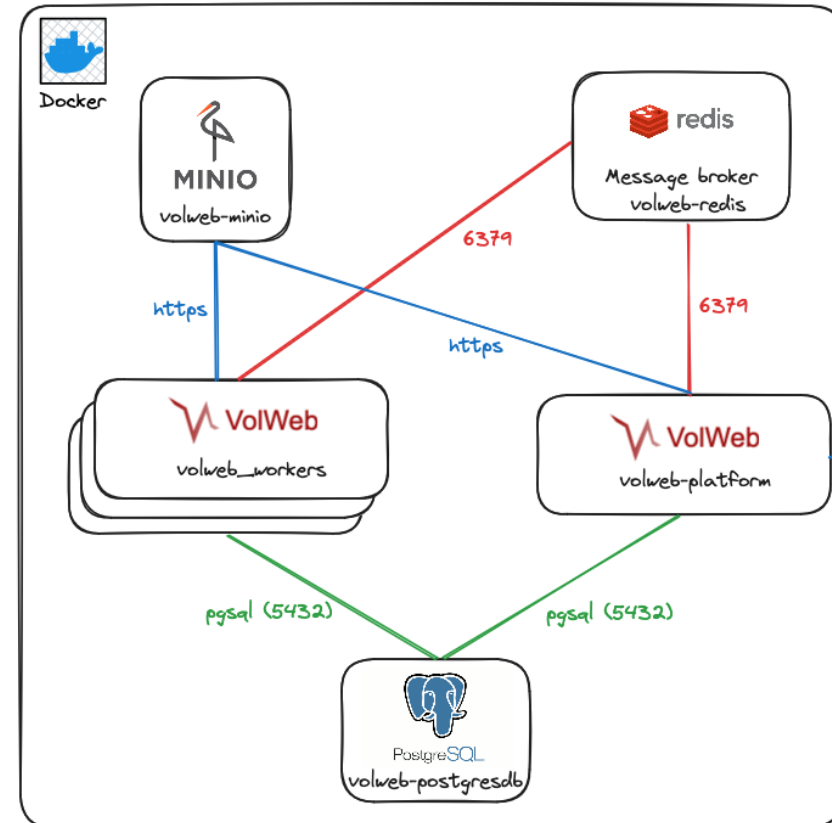 Docker
MINIO
volweb-minio
redis
Message broker
volweb-redis
6379
https
6379
https
VolWeb
volweb_workers
VolWeb
volweb-platform
pgsql (5432)
pgsql (5432)
PostgreSQL
volweb-postgresdb